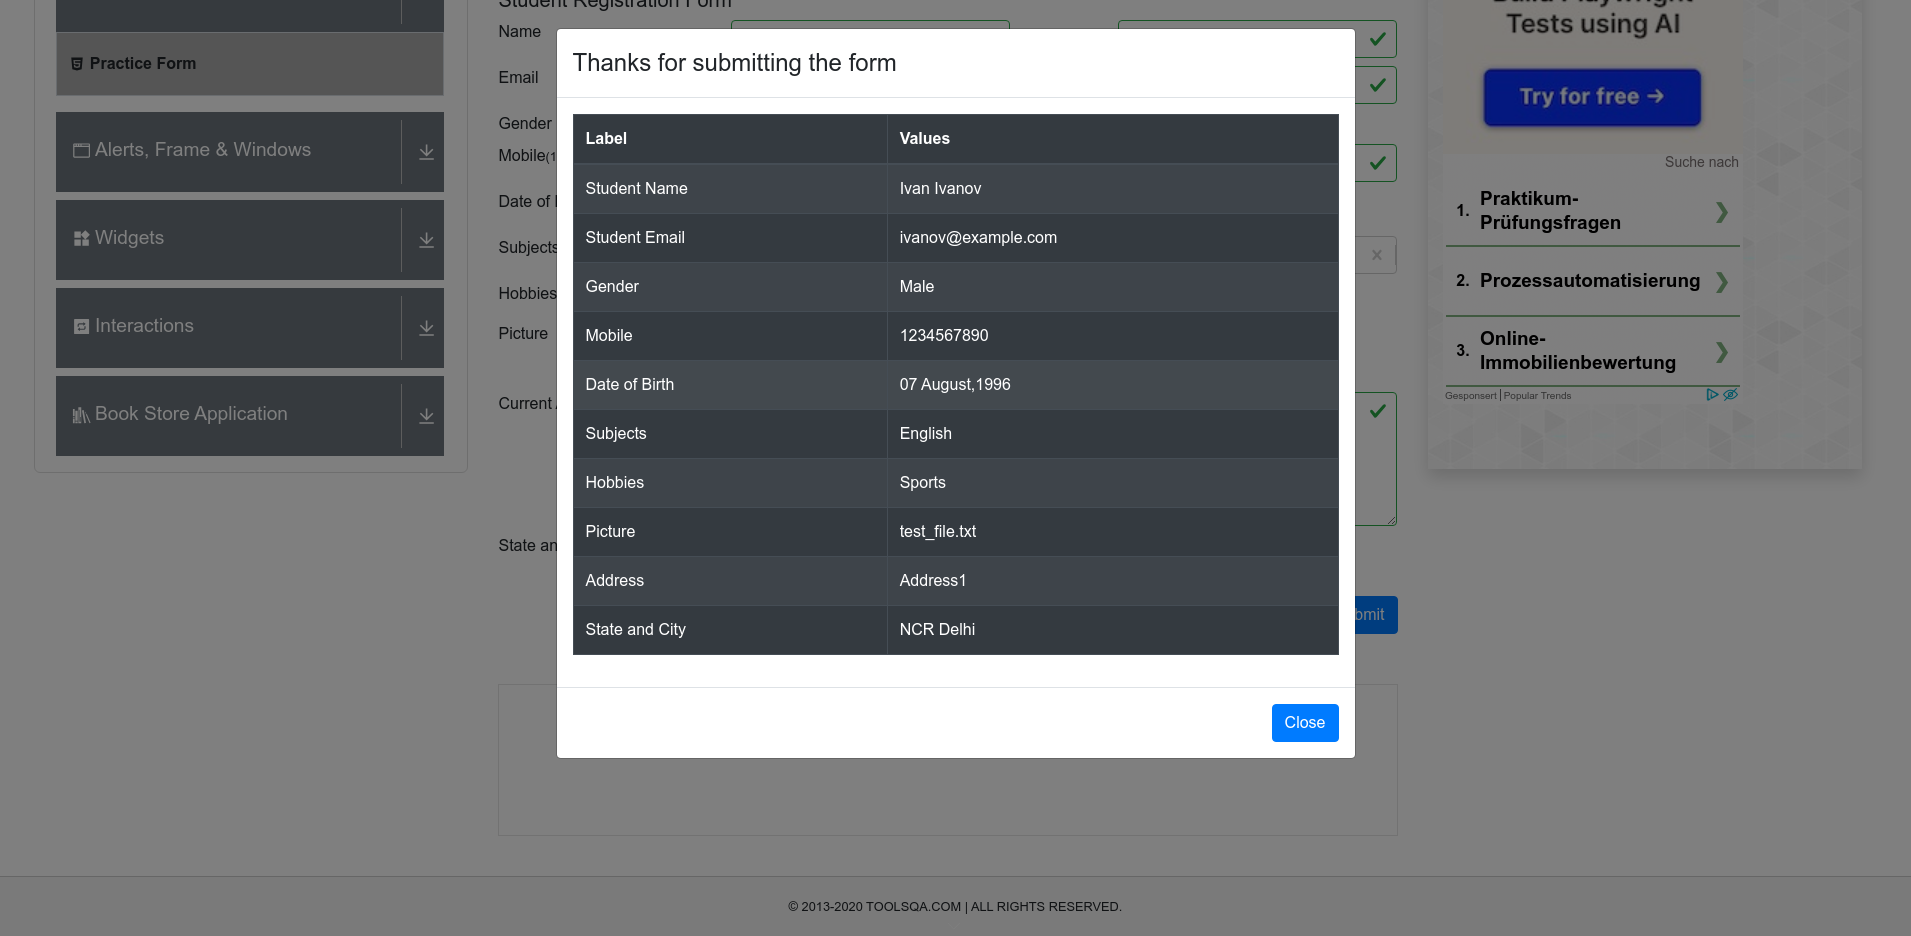 Student Registration Form
Name
Practice Form
Email
Gender
Mobile(1
Date of
Subjects
Hobbies
Picture
Current
State an
bmit
Alerts, Frame & Windows
Widgets
Interactions
Book Store Application
Thanks for submitting the form
Label Values
Student Name Ivan Ivanov
Student Email ivanov@example.com
Gender Male
Mobile 1234567890
Date of Birth 07 August,1996
Subjects English
Hobbies Sports
Picture test_file.txt
Address Address1
State and City NCR Delhi
Close
Build Playwright
Tests using AI
Try for free →
Suche nach
1. Praktikum-
Prüfungsfragen
2. Prozessautomatisierung
3. Online-
Immobilienbewertung
Gesponsert | Popular Trends
© 2013-2020 TOOLSQA.COM | ALL RIGHTS RESERVED.